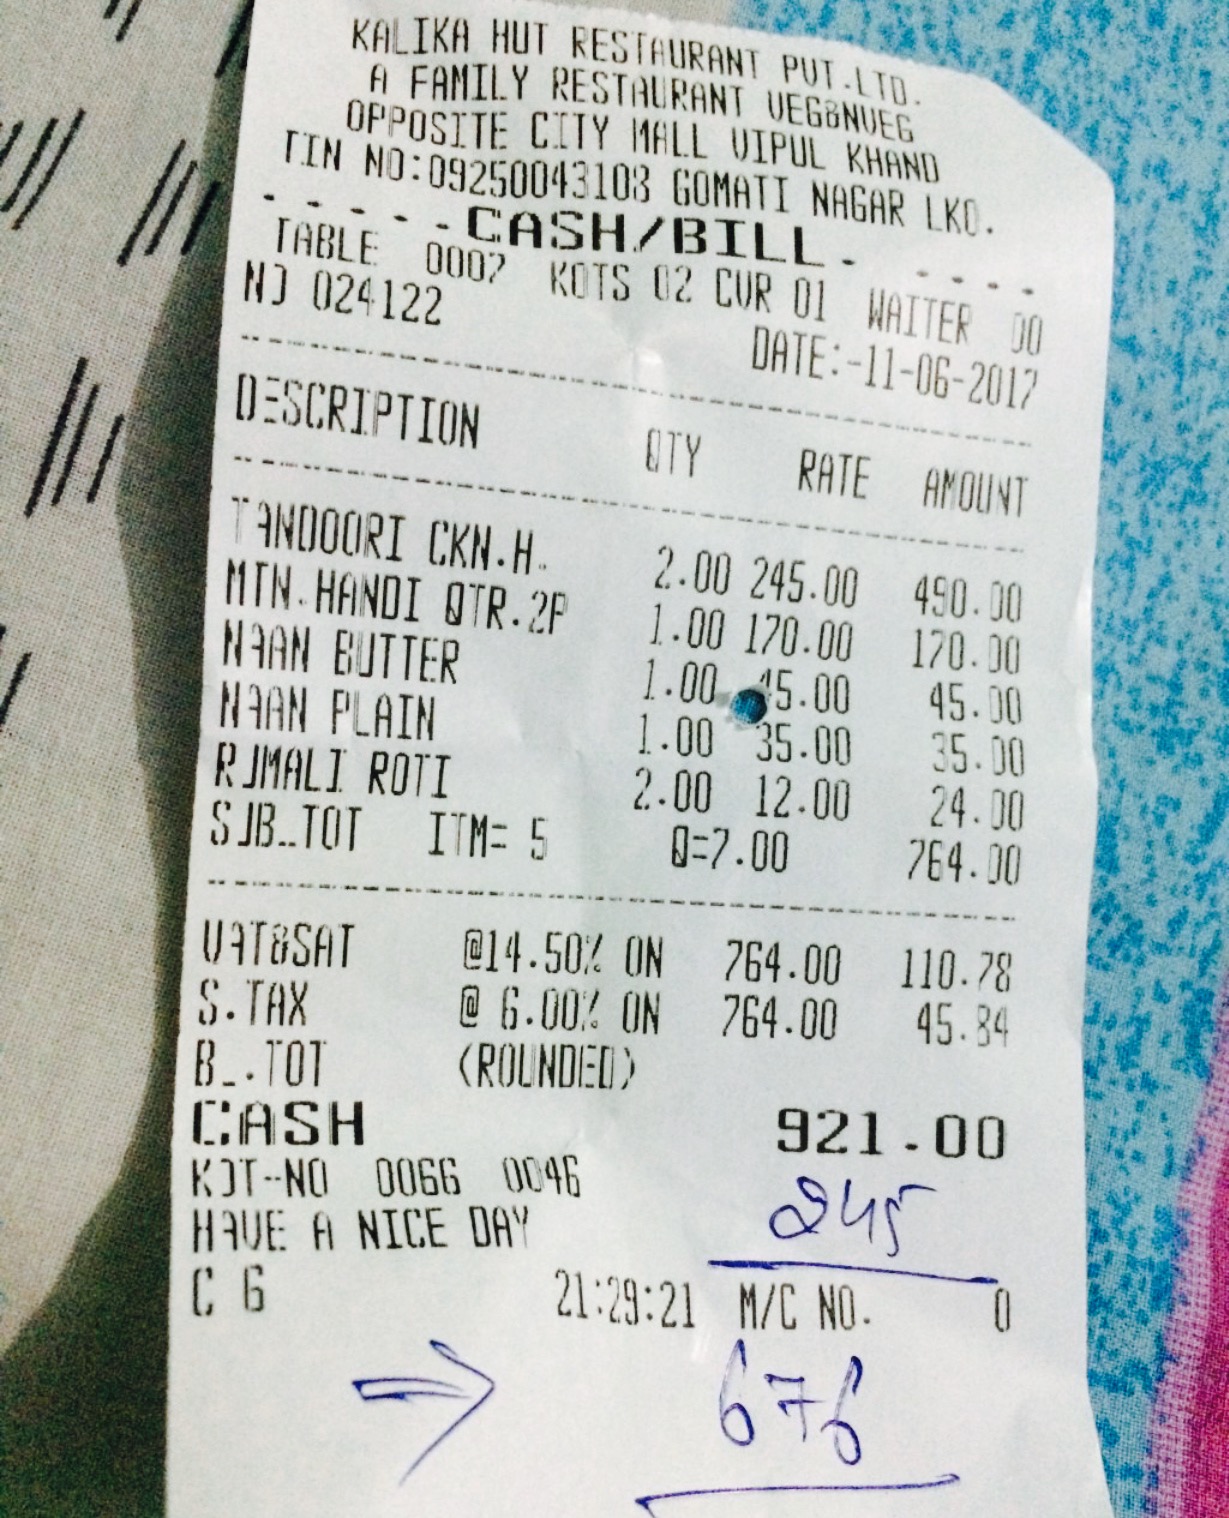 KALIKA HUT RESTAURANT PVT.LTD.
A FAMILY RESTAURANT VEG&NVEG
OPPOSITE CITY MALL VIPUL KHAND
TIN NO:09250043103 GOMATI NAGAR LKO.
-----CASH/BILL-----
TABLE 0007 KOTS 02 CVR 01 WAITER 00
NO 024122 DATE:-11-06-2017
DESCRIPTION QTY RATE AMOUNT
TANDOORI CKN.H. 2.00 245.00 490.00
MTN.HANDI QTR.2P 1.00 170.00 170.00
NAAN BUTTER 1.00 45.00 45.00
NAAN PLAIN 1.00 35.00 35.00
RUMALI ROTI 2.00 12.00 24.00
SUB_TOT ITM= 5 Q=7.00 764.00
VAT&SAT @14.50% ON 764.00 110.78
S.TAX @ 6.00% ON 764.00 45.84
BL.TOT (ROUNDED)
CASH 921.00
KOT-NO 0066 0046
245
HAVE A NICE DAY
C 6 21:29:21 M/C NO. 0
676